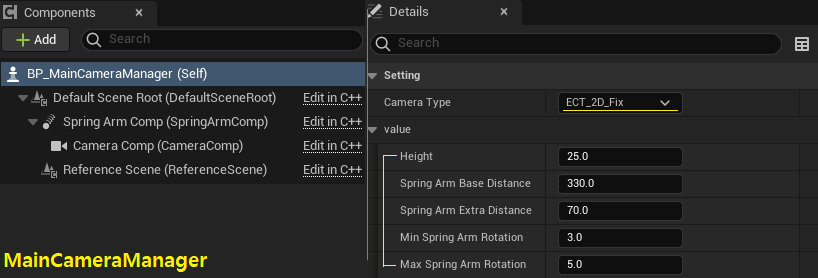 Components
Add
Search
BP_MainCameraManager (Self)
Default Scene Root (DefaultSceneRoot) Edit in C++
Spring Arm Comp (SpringArmComp) Edit in C++
Camera Comp (CameraComp) Edit in C++
Reference Scene (ReferenceScene) Edit in C++
MainCameraManager
Details
Search
Setting
Camera Type ECT_2D_Fix
value
Height 25.0
Spring Arm Base Distance 330.0
Spring Arm Extra Distance 70.0
Min Spring Arm Rotation 3.0
Max Spring Arm Rotation 5.0